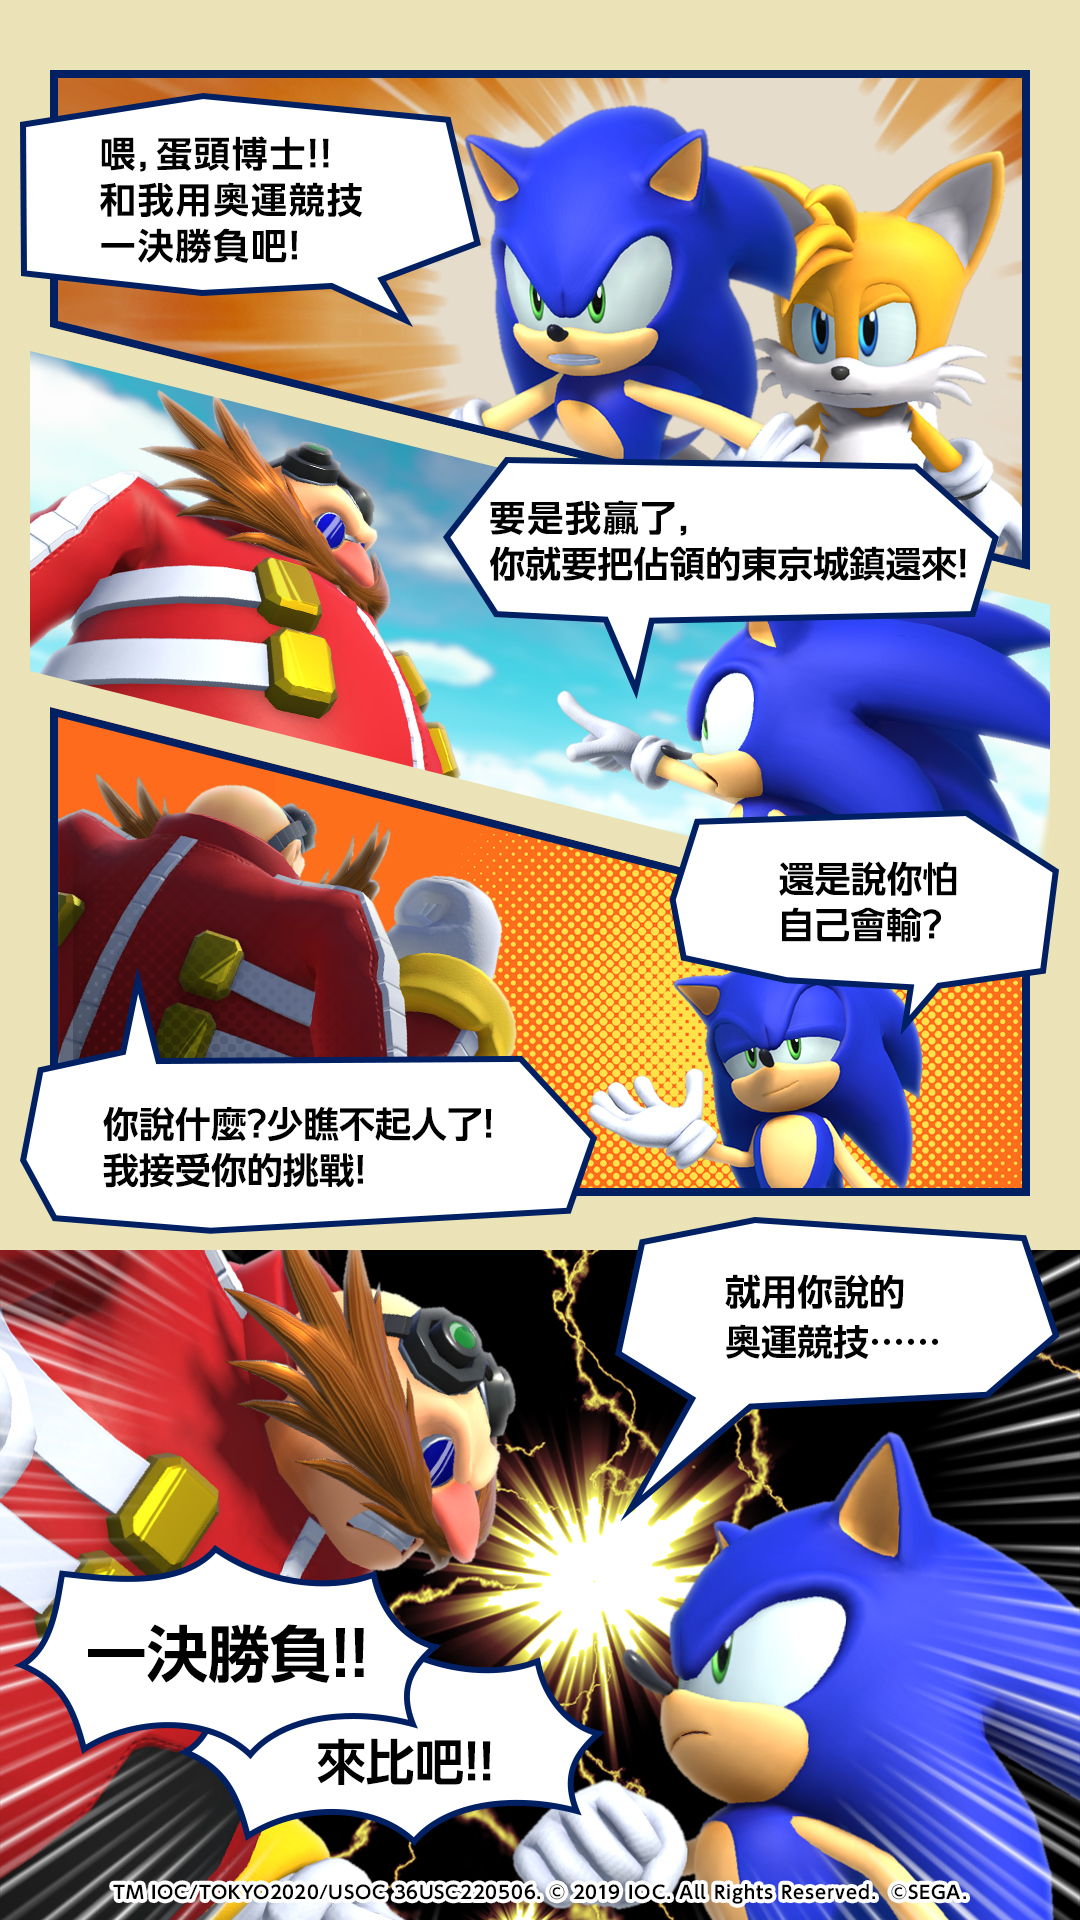 喂,蛋頭博士!!
和我用奧運競技
一決勝負吧!
要是我贏了,
你就要把佔領的東京城鎮還來!
還是說你怕
自己會輸?
你說什麼?少瞧不起人了!
我接受你的挑戰!
就用你說的
奧運競技……
一決勝負!!
來比吧!!
TM IOC/TOKYO2020/USOC 36USC220506. © 2019 IOC. All Rights Reserved. ©SEGA.